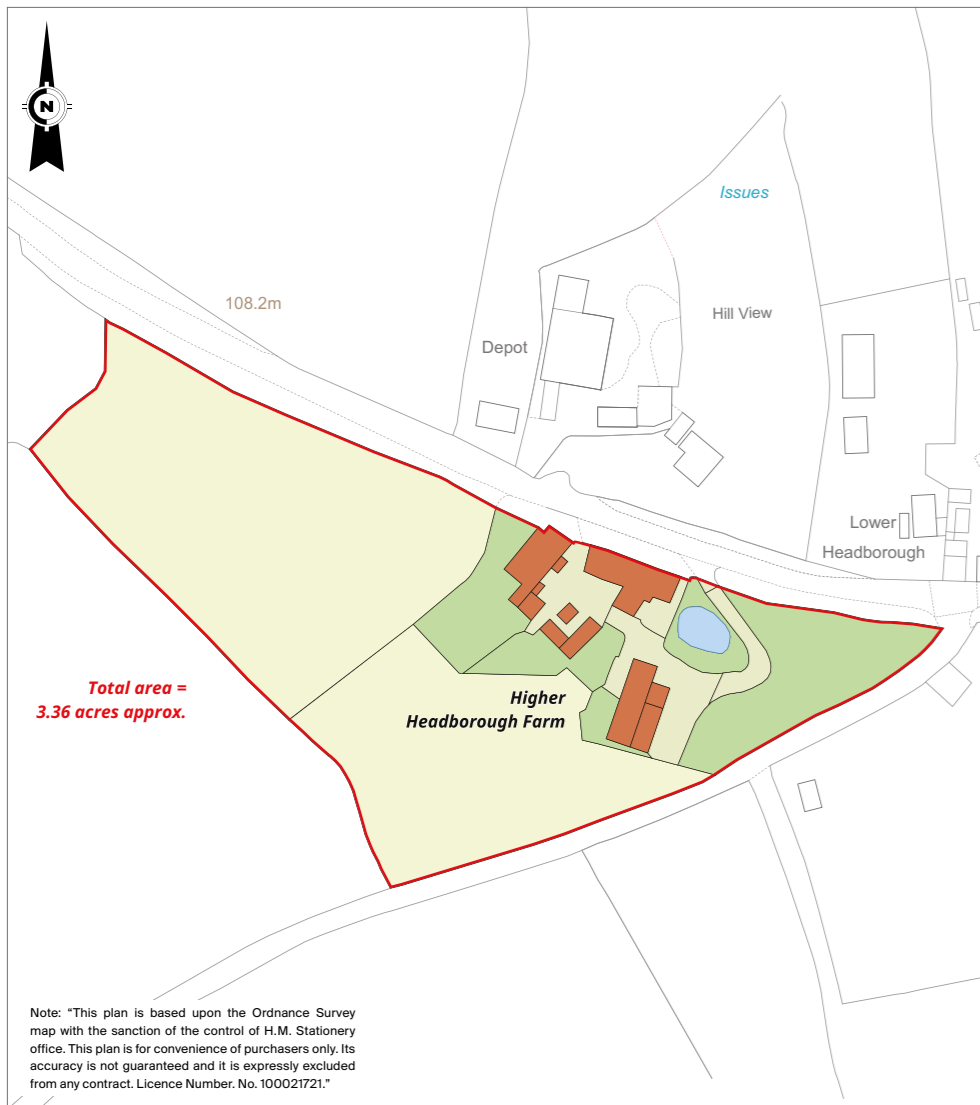 N
Issues
108.2m
Hill View
Depot
Lower
Headborough
Total area =
3.36 acres approx.
Higher
Headborough Farm
Note: “This plan is based upon the Ordnance Survey
map with the sanction of the control of H.M. Stationery
office. This plan is for convenience of purchasers only. Its
accuracy is not guaranteed and it is expressly excluded
from any contract. Licence Number. No. 100021721.”